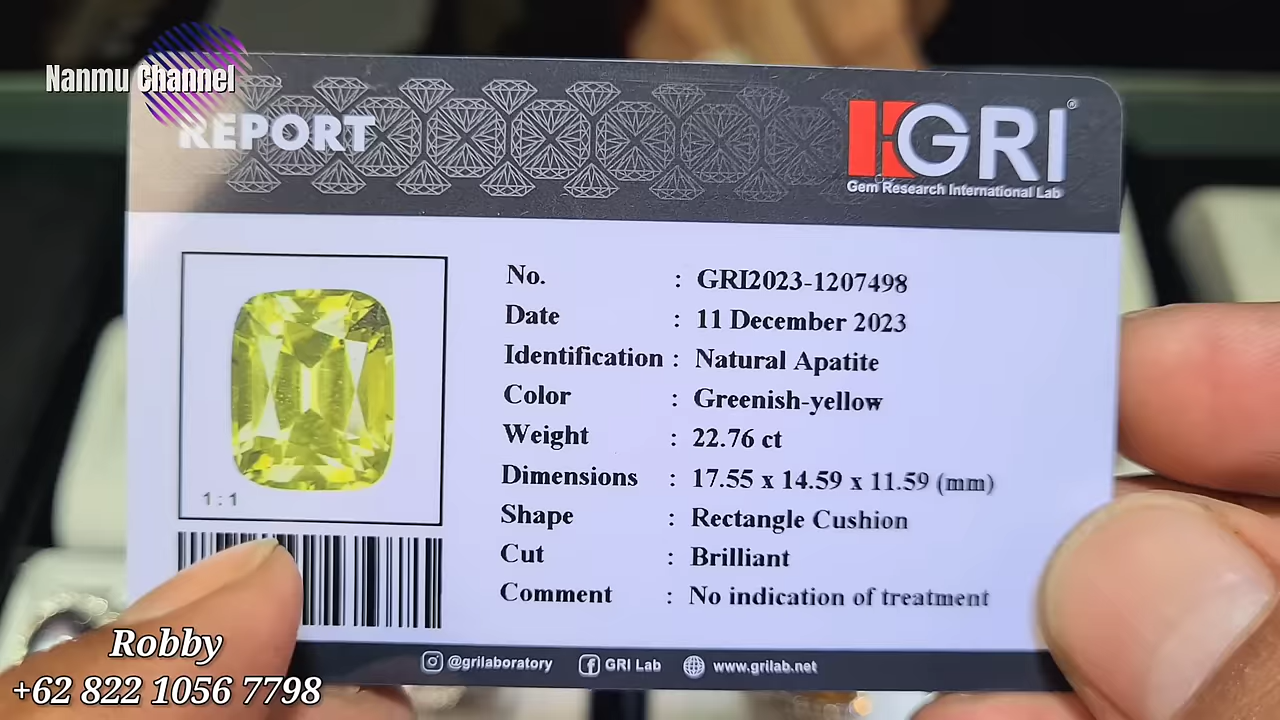 Nanmu Channel
REPORT
GRI®
Gem Research International Lab
No. : GRI2023-1207498
Date : 11 December 2023
Identification : Natural Apatite
Color : Greenish-yellow
Weight : 22.76 ct
Dimensions : 17.55 x 14.59 x 11.59 (mm)
Shape : Rectangle Cushion
Cut : Brilliant
Comment : No indication of treatment
1:1
@grilaboratory GRI Lab www.grilab.net
Robby
+62 822 1056 7798